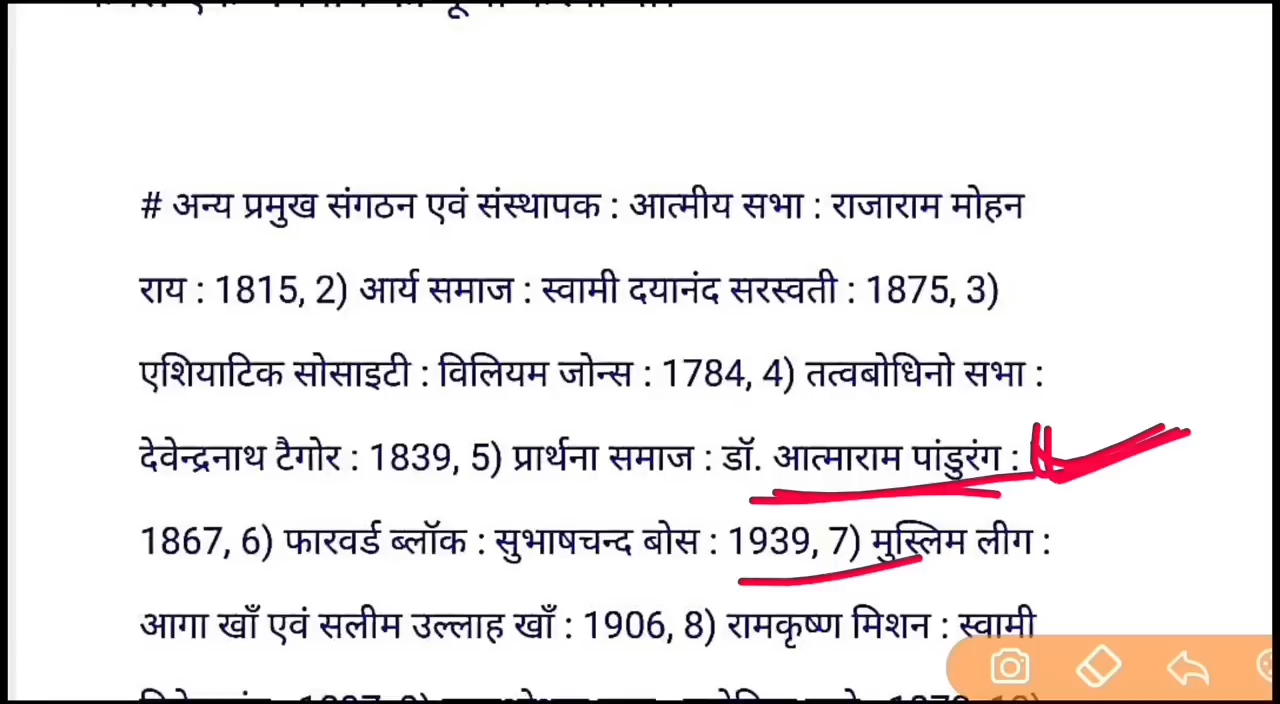 # अन्य प्रमुख संगठन एवं संस्थापक : आत्मीय सभा : राजाराम मोहन
राय : 1815, 2) आर्य समाज : स्वामी दयानंद सरस्वती : 1875, 3)
एशियाटिक सोसाइटी : विलियम जोन्स : 1784, 4) तत्वबोधिनो सभा :
देवेन्द्रनाथ टैगोर : 1839, 5) प्रार्थना समाज : डॉ. आत्माराम पांडुरंग :
1867, 6) फारवर्ड ब्लॉक : सुभाषचन्द बोस : 1939, 7) मुस्लिम लीग :
आगा खाँ एवं सलीम उल्लाह खाँ : 1906, 8) रामकृष्ण मिशन : स्वामी